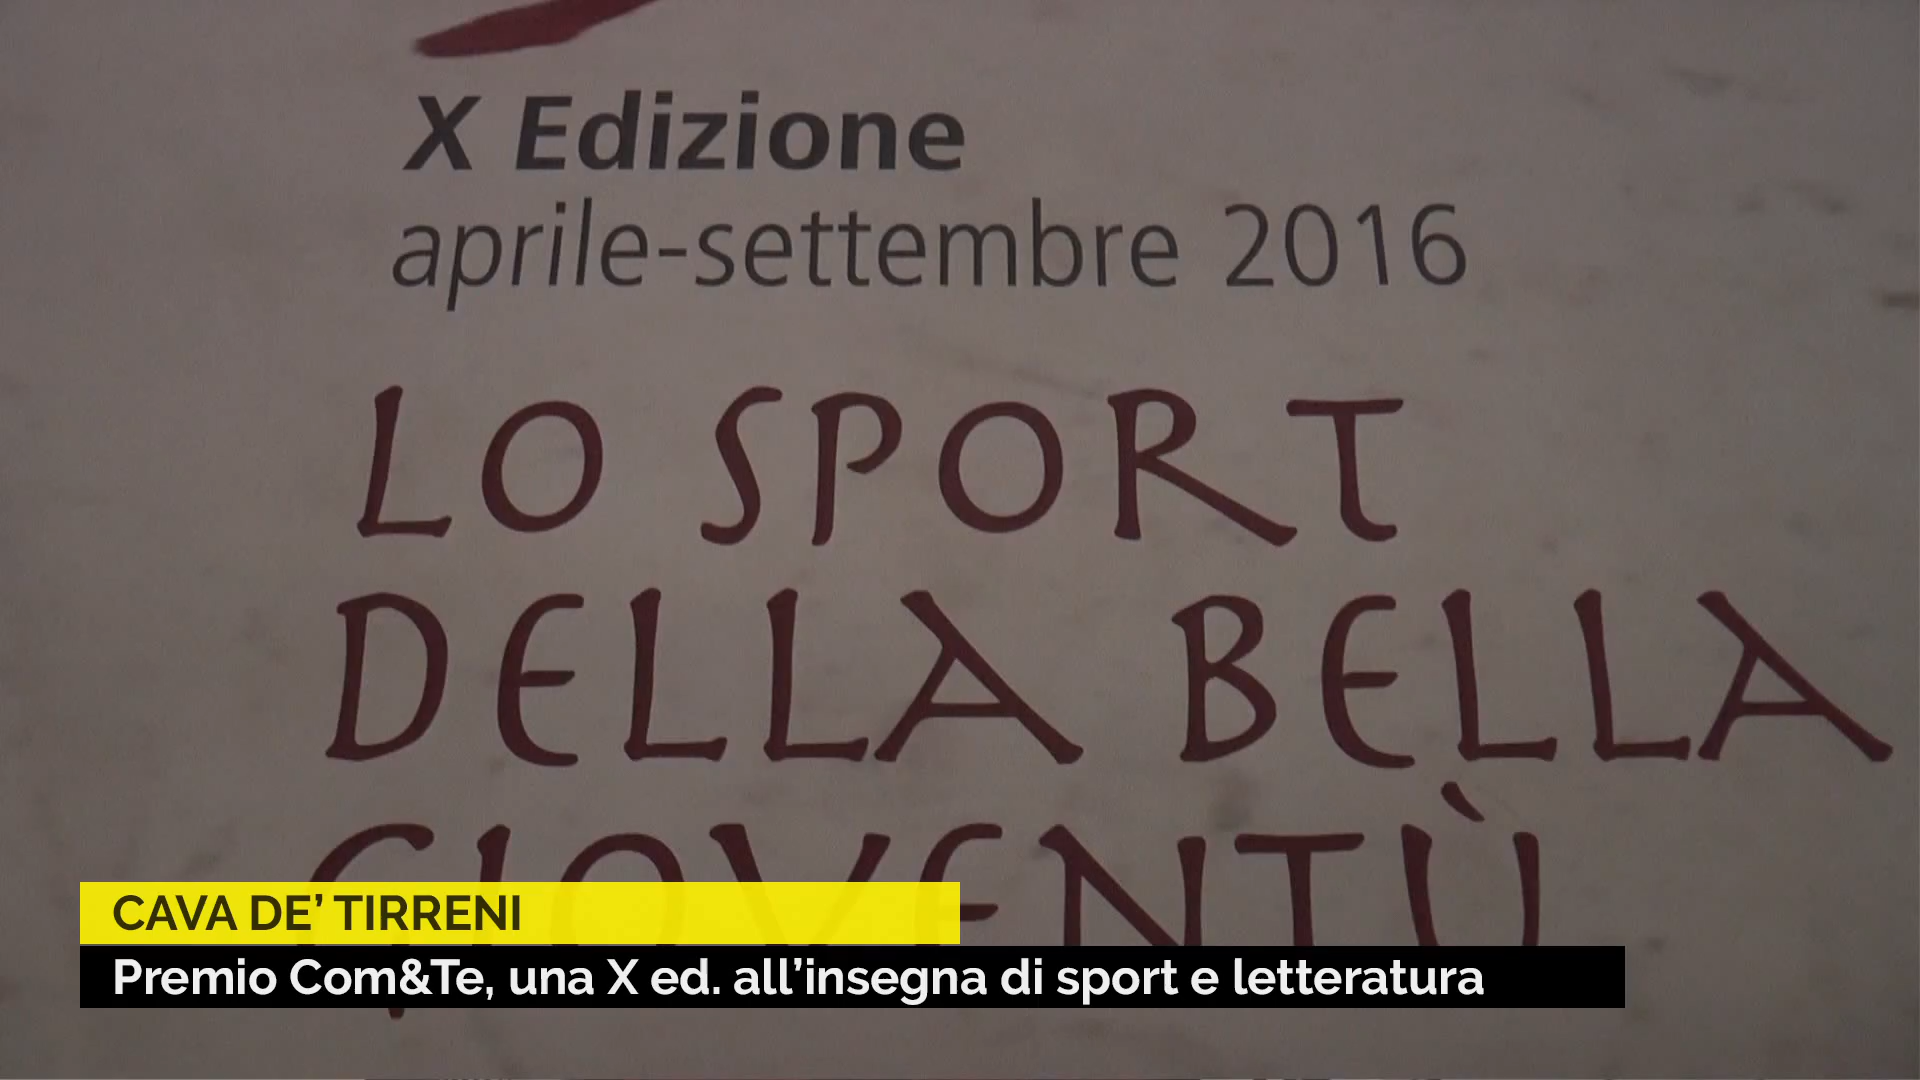 X Edizione
aprile-settembre 2016
LO SPORT
DELLA BELLA
GIOVENTÙ
CAVA DE’ TIRRENI
Premio Com&Te, una X ed. all’insegna di sport e letteratura